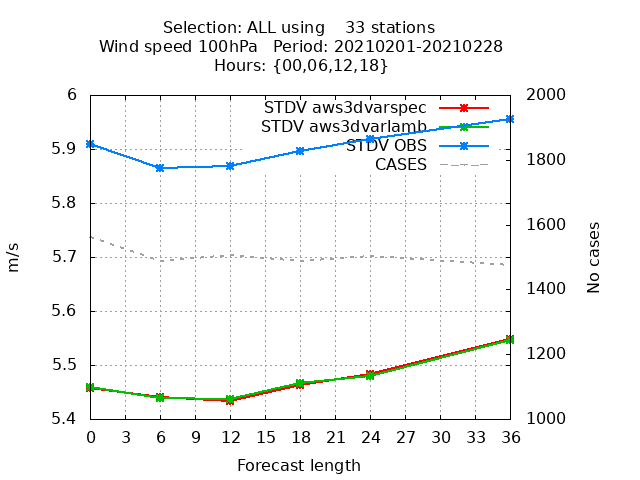 Selection: ALL using    33 stations
Wind speed 100hPa   Period: 20210201-20210228
Hours: {00,06,12,18}
STDV aws3dvarspec
STDV aws3dvarlamb
STDV OBS
CASES
6
5.9
5.8
5.7
5.6
5.5
5.4
m/s
2000
1800
1600
1400
1200
1000
No cases
0 3 6 9 12 15 18 21 24 27 30 33 36
Forecast length